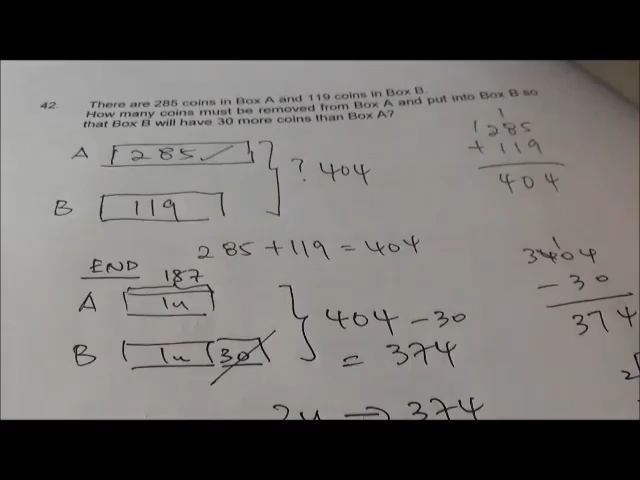 42. There are 285 coins in Box A and 119 coins in Box B.
How many coins must be removed from Box A and put into Box B so
that Box B will have 30 more coins than Box A?
A 285 ✓
? 404
B 119
1 1
285
+ 119
404
285 + 119 = 404
END
187
A 1u
B 1u 30
404 - 30
= 374
3404
- 30
374
2u → 374
2